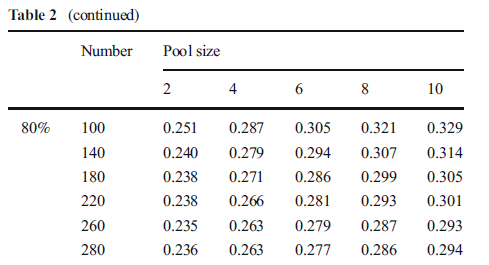 Table 2 (continued)
Number Pool size
2 4 6 8 10
80% 100 0.251 0.287 0.305 0.321 0.329
140 0.240 0.279 0.294 0.307 0.314
180 0.238 0.271 0.286 0.299 0.305
220 0.238 0.266 0.281 0.293 0.301
260 0.235 0.263 0.279 0.287 0.293
280 0.236 0.263 0.277 0.286 0.294